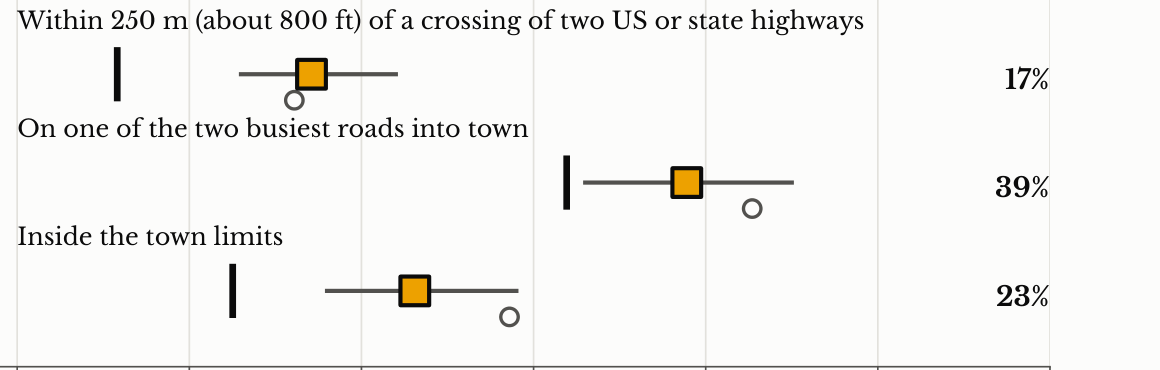 Within 250 m (about 800 ft) of a crossing of two US or state highways
17%
On one of the two busiest roads into town
39%
Inside the town limits
23%